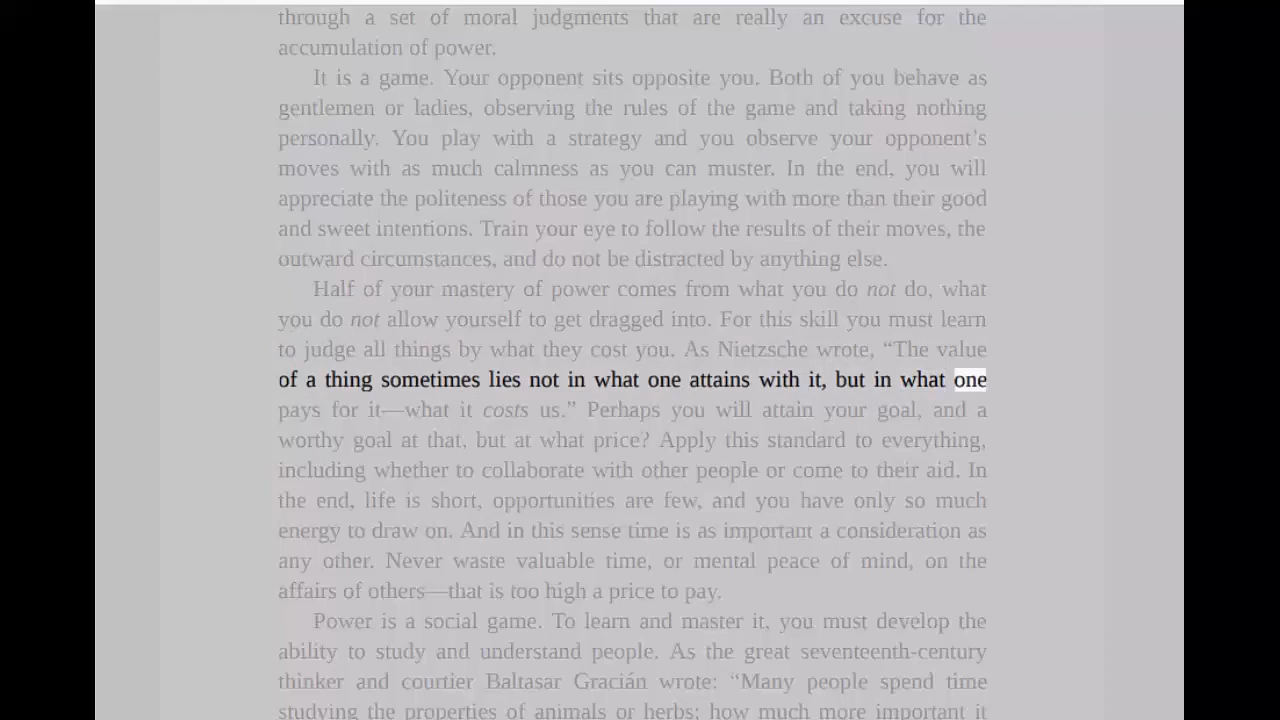 through a set of moral judgments that are really an excuse for the
accumulation of power.
It is a game. Your opponent sits opposite you. Both of you behave as
gentlemen or ladies, observing the rules of the game and taking nothing
personally. You play with a strategy and you observe your opponent's
moves with as much calmness as you can muster. In the end, you will
appreciate the politeness of those you are playing with more than their good
and sweet intentions. Train your eye to follow the results of their moves, the
outward circumstances, and do not be distracted by anything else.
Half of your mastery of power comes from what you do not do, what
you do not allow yourself to get dragged into. For this skill you must learn
to judge all things by what they cost you. As Nietzsche wrote, “The value
of a thing sometimes lies not in what one attains with it, but in what one
pays for it—what it costs us.” Perhaps you will attain your goal, and a
worthy goal at that, but at what price? Apply this standard to everything,
including whether to collaborate with other people or come to their aid. In
the end, life is short, opportunities are few, and you have only so much
energy to draw on. And in this sense time is as important a consideration as
any other. Never waste valuable time, or mental peace of mind, on the
affairs of others—that is too high a price to pay.
Power is a social game. To learn and master it, you must develop the
ability to study and understand people. As the great seventeenth-century
thinker and courtier Baltasar Gracián wrote: “Many people spend time
studying the properties of animals or herbs; how much more important it